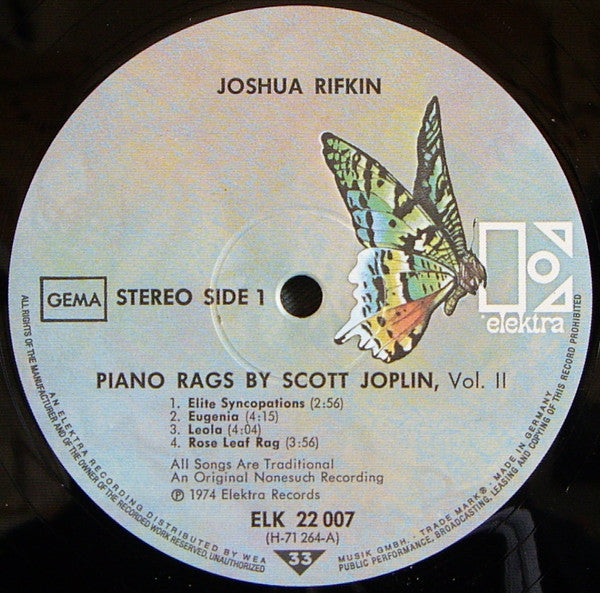 JOSHUA RIFKIN
elektra
GEMA
STEREO SIDE 1
PIANO RAGS BY SCOTT JOPLIN, Vol. II
1. Elite Syncopations (2:56)
2. Eugenia (4:15)
3. Leola (4:04)
4. Rose Leaf Rag (3:56)
All Songs Are Traditional
An Original Nonesuch Recording
Ⓟ 1974 Elektra Records
ELK 22 007
(H-71 264-A)
33
AN ELEKTRA RECORDING DISTRIBUTED BY WEA MUSIK GMBH. · TRADE MARK® · MADE IN GERMANY
ALL RIGHTS OF THE MANUFACTURER AND OF THE OWNER OF THE RECORDED WORK RESERVED, UNAUTHORIZED PUBLIC PERFORMANCE, BROADCASTING, LEASING AND COPYING OF THIS RECORD PROHIBITED